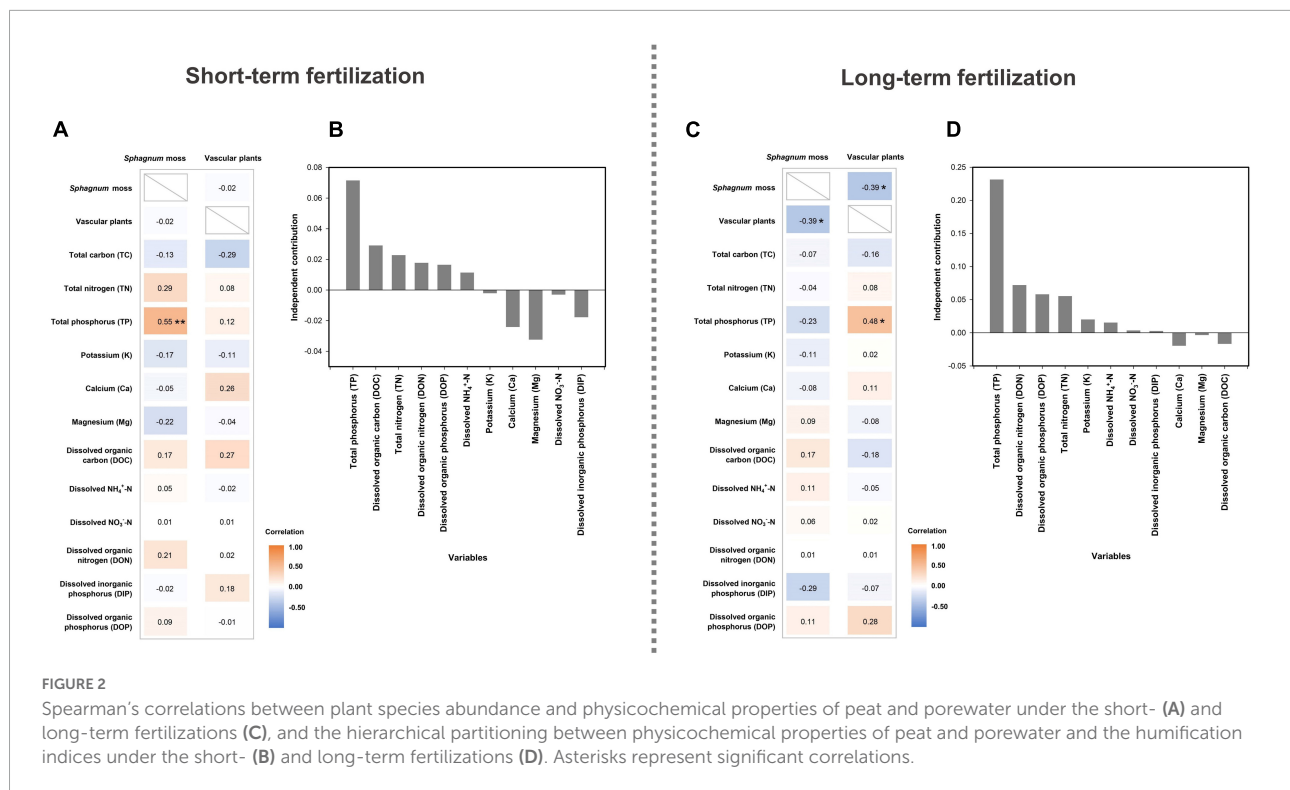 Short-term fertilization
Long-term fertilization
A
Sphagnum moss
Vascular plants
Sphagnum moss
-0.02
Vascular plants
-0.02
Total carbon (TC)
-0.13
-0.29
Total nitrogen (TN)
0.29
0.08
Total phosphorus (TP)
0.55 **
0.12
Potassium (K)
-0.17
-0.11
Calcium (Ca)
-0.05
0.26
Magnesium (Mg)
-0.22
-0.04
Dissolved organic
carbon (DOC)
0.17
0.27
Dissolved NH₄⁺-N
0.05
-0.02
Dissolved NO₃⁻-N
0.01
0.01
Dissolved organic
nitrogen (DON)
0.21
0.02
Dissolved inorganic
phosphorus (DIP)
-0.02
0.18
Dissolved organic
phosphorus (DOP)
0.09
-0.01
Correlation
1.00
0.00
-0.50
B
Independent contribution
0.08
0.06
0.04
0.02
0.00
-0.02
-0.04
Total phosphorus (TP)
Dissolved organic carbon (DOC)
Total nitrogen (TN)
Dissolved organic nitrogen (DON)
Dissolved organic phosphorus (DOP)
Dissolved NH₄⁺-N
Potassium (K)
Calcium (Ca)
Magnesium (Mg)
Dissolved NO₃⁻-N
Dissolved inorganic phosphorus (DIP)
Variables
C
Sphagnum moss
Vascular plants
Sphagnum moss
-0.39 *
Vascular plants
-0.39 *
Total carbon (TC)
-0.07
-0.16
Total nitrogen (TN)
-0.04
0.08
Total phosphorus (TP)
-0.23
0.48 *
Potassium (K)
-0.11
0.02
Calcium (Ca)
-0.08
0.11
Magnesium (Mg)
0.09
-0.08
Dissolved organic
carbon (DOC)
0.17
-0.18
Dissolved NH₄⁺-N
0.11
-0.05
Dissolved NO₃⁻-N
0.06
0.02
Dissolved organic
nitrogen (DON)
0.01
0.01
Dissolved inorganic
phosphorus (DIP)
-0.29
-0.07
Dissolved organic
phosphorus (DOP)
0.11
0.28
Correlation
1.00
0.50
0.00
-0.50
D
Independent contribution
0.25
0.20
0.15
0.10
0.05
0.00
-0.05
Total phosphorus (TP)
Dissolved organic nitrogen (DON)
Dissolved organic phosphorus (DOP)
Total nitrogen (TN)
Potassium (K)
Dissolved NH₄⁺-N
Dissolved NO₃⁻-N
Dissolved inorganic phosphorus (DIP)
Calcium (Ca)
Magnesium (Mg)
Dissolved organic carbon (DOC)
Variables
FIGURE 2
Spearman's correlations between plant species abundance and physicochemical properties of peat and porewater under the short- (A) and
long-term fertilizations (C), and the hierarchical partitioning between physicochemical properties of peat and porewater and the humification
indices under the short- (B) and long-term fertilizations (D). Asterisks represent significant correlations.